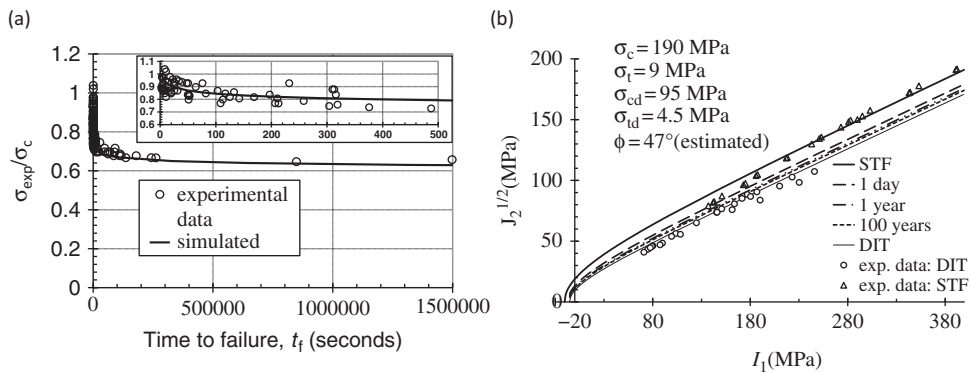 (a)
1.2
1
0.8
0.6
0.4
0.2
0
σexp/σc
1.1
1
0.9
0.8
0.7
0.6
0 100 200 300 400 500
experimental
data
simulated
0 500000 1000000 1500000
Time to failure, tf (seconds)
(b)
200
150
100
50
0
J2^1/2(MPa)
σc = 190 MPa
σt = 9 MPa
σcd = 95 MPa
σtd = 4.5 MPa
ϕ = 47°(estimated)
STF
1 day
1 year
100 years
DIT
exp. data: DIT
exp. data: STF
−20 80 180 280 380
I1(MPa)